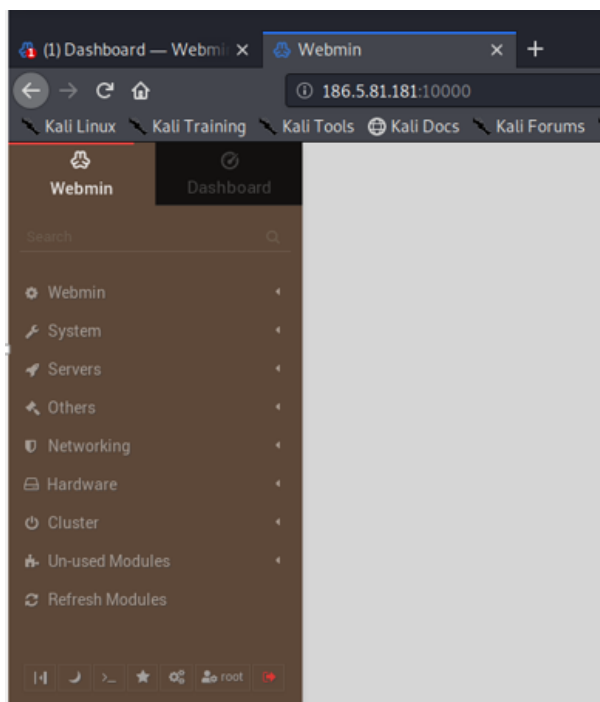 (1) Dashboard — Webmi
Webmin
186.5.81.181:10000
Kali Linux Kali Training Kali Tools Kali Docs Kali Forums
Webmin Dashboard
Search
Webmin
System
Servers
Others
Networking
Hardware
Cluster
Un-used Modules
Refresh Modules
root